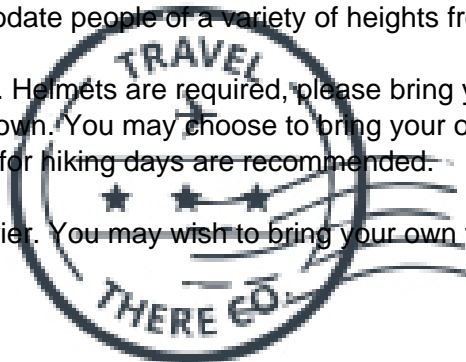 odate people of a variety of heights fr
TRAVEL
. Helmets are required, please bring y
own. You may choose to bring your o
for hiking days are recommended.
ier. You may wish to bring your own
THERE CO.